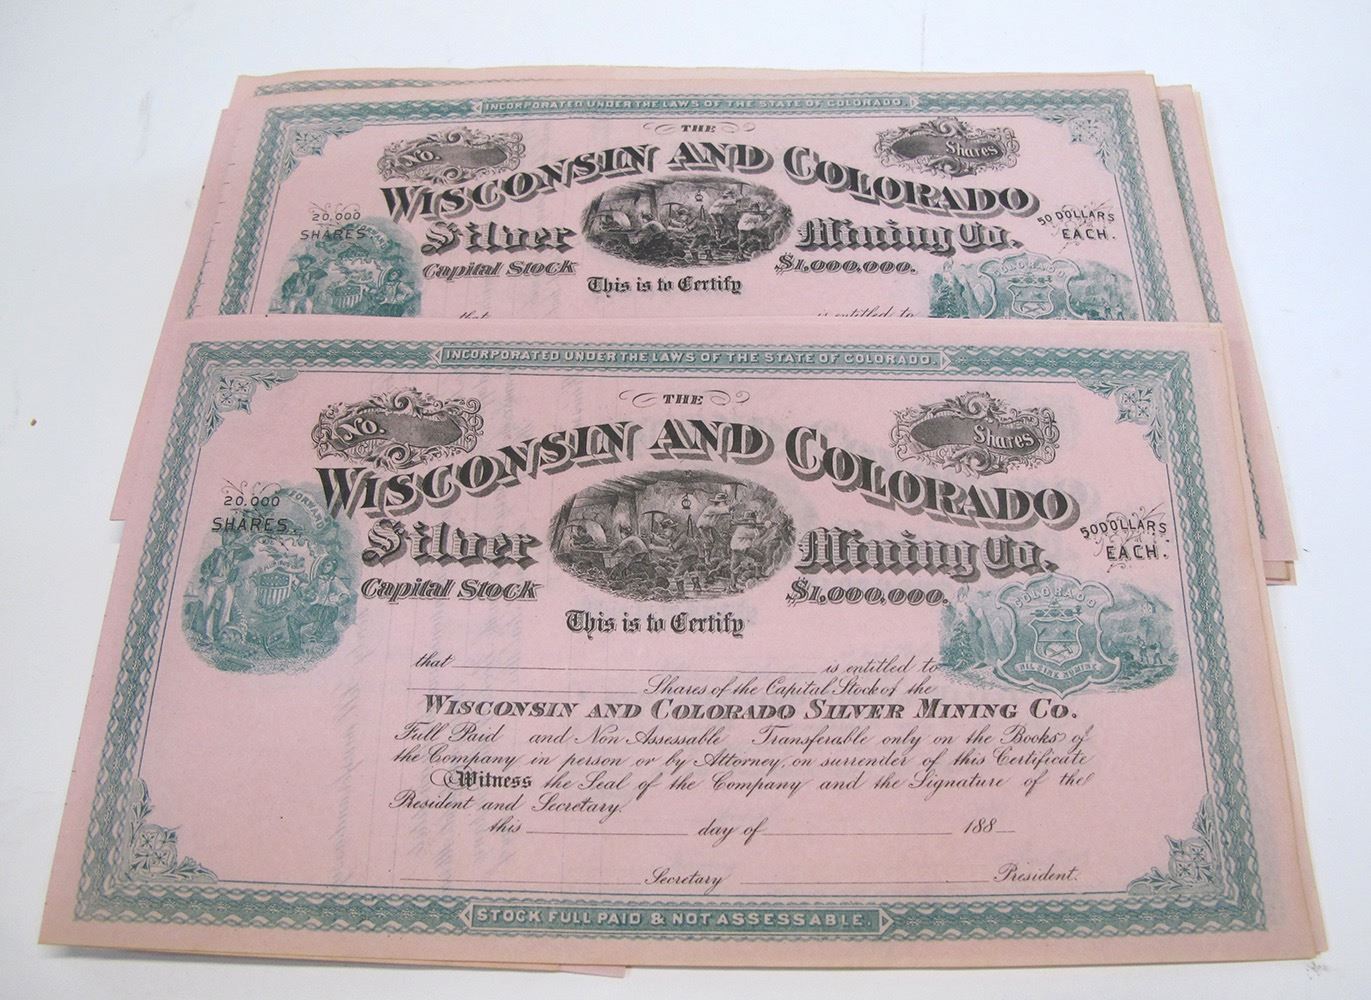 INCORPORATED UNDER THE LAWS OF THE STATE OF COLORADO.
THE
No. Shares
WISCONSIN AND COLORADO
20.000 SHARES.
50 DOLLARS EACH.
Silver Mining Co.
Capital Stock $1,000,000.
This is to Certify
that is entitled to
COLORADO
INCORPORATED UNDER THE LAWS OF THE STATE OF COLORADO.
THE
No. Shares
WISCONSIN AND COLORADO
20.000 SHARES.
FORWARD
50 DOLLARS EACH.
Silver Mining Co.
Capital Stock $1,000,000.
COLORADO
This is to Certify
that is entitled to
Shares of the Capital Stock of the
WISCONSIN AND COLORADO SILVER MINING CO.
Full Paid and Non Assessable Transferable only on the Books of
the Company in person or by Attorney, on surrender of this Certificate
Witness the Seal of the Company and the Signature of the
President and Secretary.
this day of 188
Secretary President.
STOCK FULL PAID & NOT ASSESSABLE.